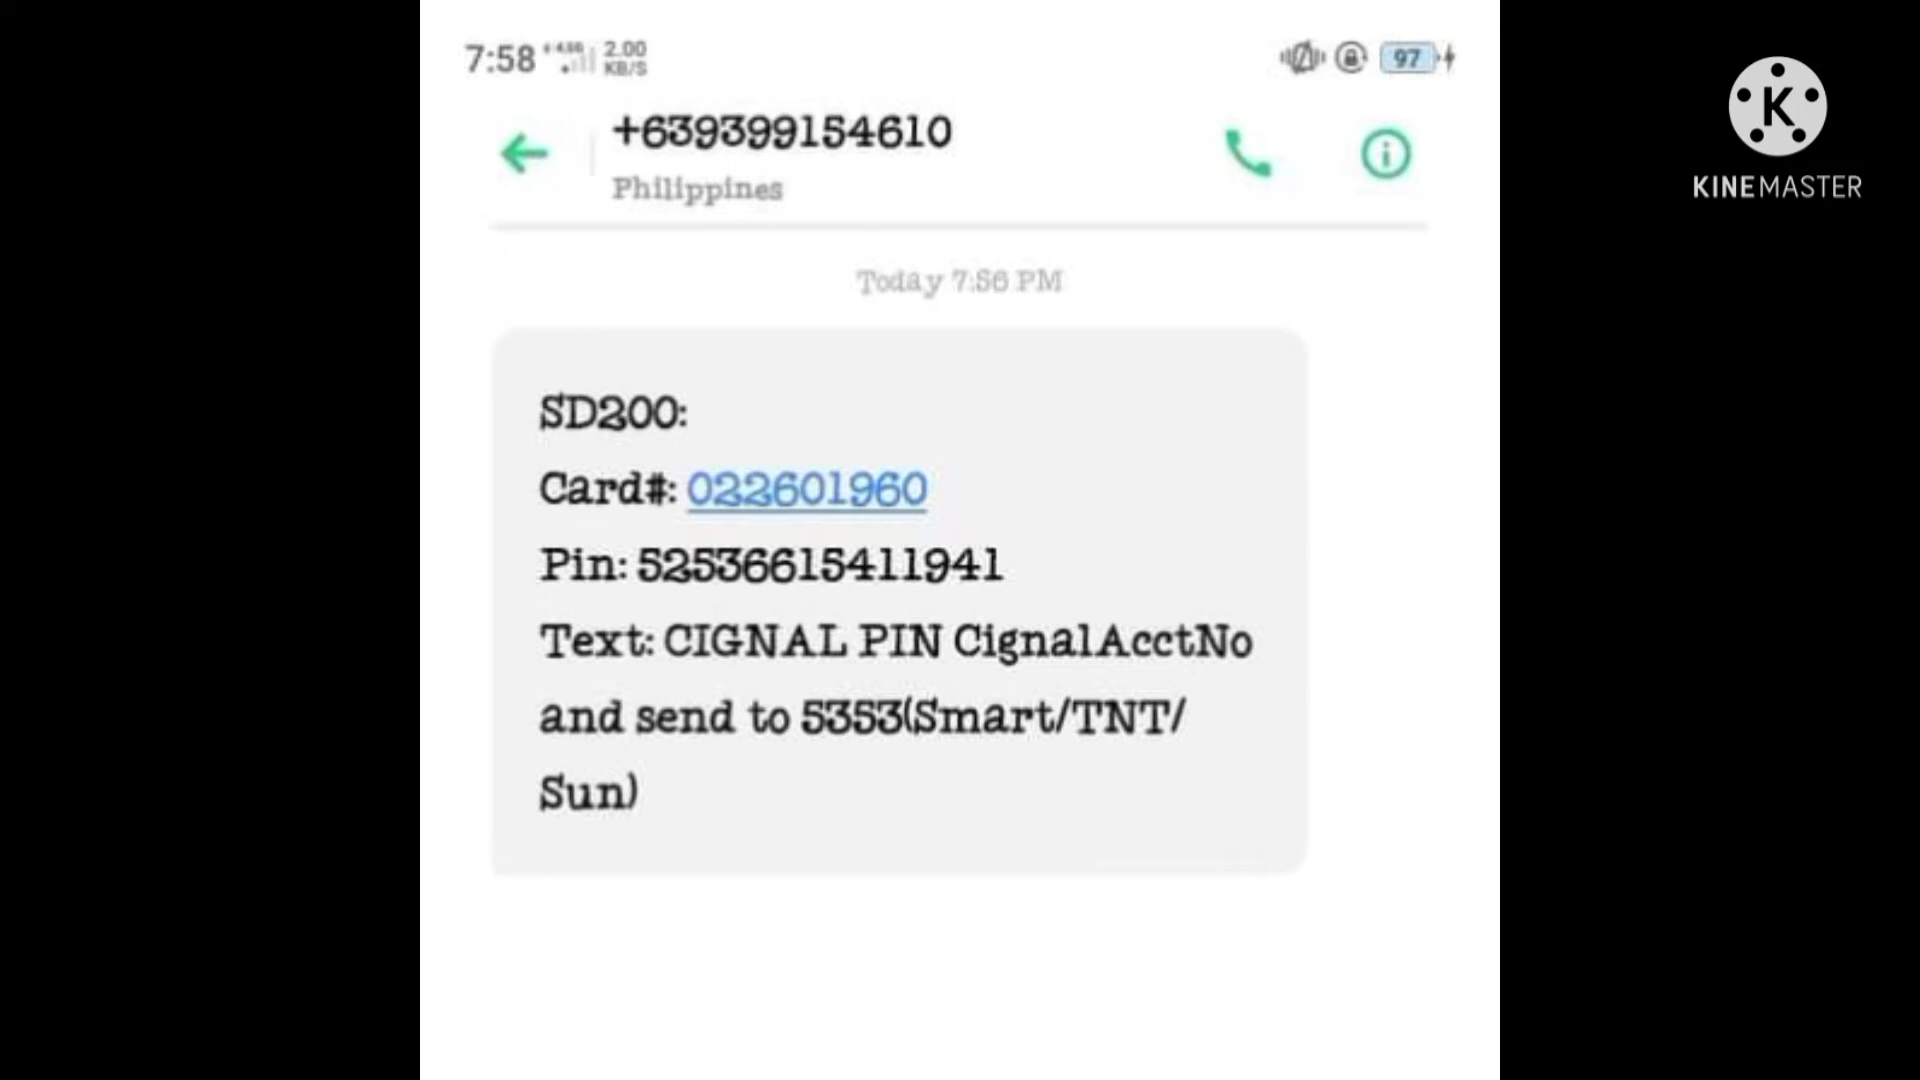 7:58
2.00
KB/S
97
K
KINEMASTER
+639399154610
Philippines
Today 7:56 PM
SD200:
Card#: 022601960
Pin: 52536615411941
Text: CIGNAL PIN CignalAcctNo
and send to 5353(Smart/TNT/
Sun)